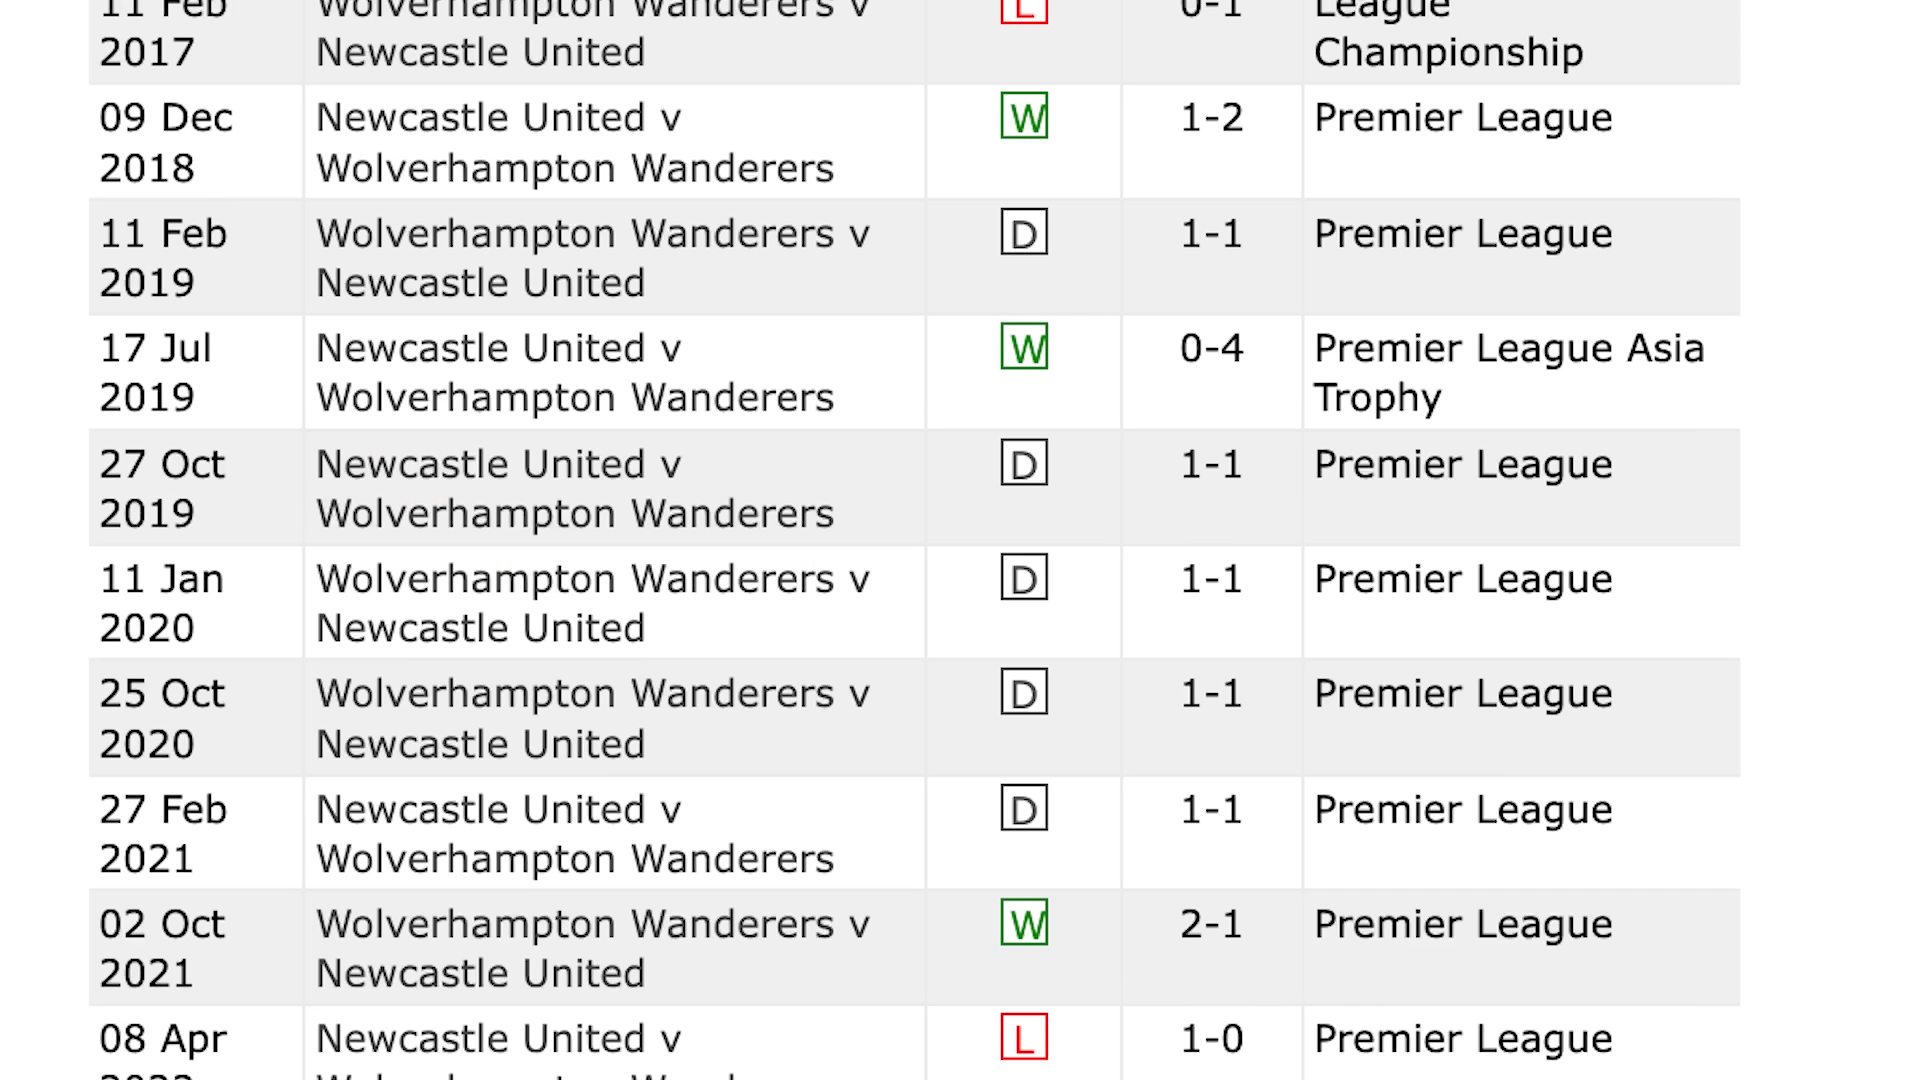 11 Feb Wolverhampton Wanderers v L 0-1 League
2017 Newcastle United Championship
09 Dec Newcastle United v W 1-2 Premier League
2018 Wolverhampton Wanderers
11 Feb Wolverhampton Wanderers v D 1-1 Premier League
2019 Newcastle United
17 Jul Newcastle United v W 0-4 Premier League Asia
2019 Wolverhampton Wanderers Trophy
27 Oct Newcastle United v D 1-1 Premier League
2019 Wolverhampton Wanderers
11 Jan Wolverhampton Wanderers v D 1-1 Premier League
2020 Newcastle United
25 Oct Wolverhampton Wanderers v D 1-1 Premier League
2020 Newcastle United
27 Feb Newcastle United v D 1-1 Premier League
2021 Wolverhampton Wanderers
02 Oct Wolverhampton Wanderers v W 2-1 Premier League
2021 Newcastle United
08 Apr Newcastle United v L 1-0 Premier League